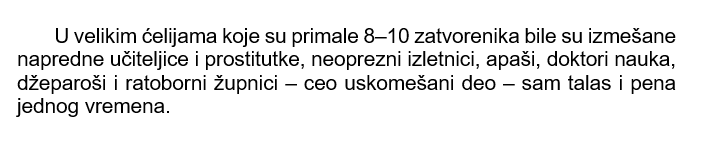 U velikim ćelijama koje su primale 8–10 zatvorenika bile su izmešane
napredne učiteljice i prostitutke, neoprezni izletnici, apaši, doktori nauka,
džeparoši i ratoborni župnici – ceo uskomešani deo – sam talas i pena
jednog vremena.